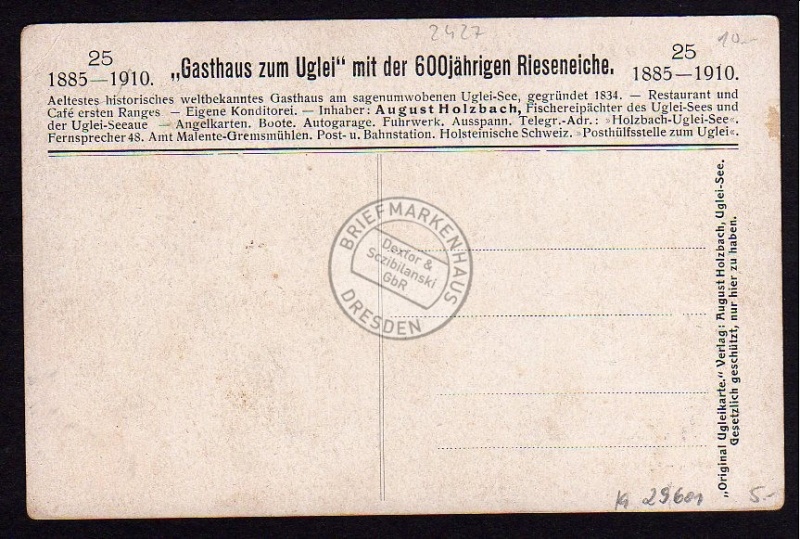 2427
10.-
25
1885—1910.
„Gasthaus zum Uglei“ mit der 600jährigen Rieseneiche.
25
1885—1910.
Aeltestes historisches weltbekanntes Gasthaus am sagenumwobenen Uglei-See, gegründet 1834. — Restaurant und
Café ersten Ranges — Eigene Konditorei. — Inhaber: August Holzbach, Fischereipächter des Uglei-Sees und
der Uglei-Seeaue — Angelkarten. Boote. Autogarage. Fuhrwerk. Ausspann. Telegr.-Adr.: »Holzbach-Uglei-See«.
Fernsprecher 48. Amt Malente-Gremsmühlen. Post- u. Bahnstation. Holsteinische Schweiz. »Posthülfsstelle zum Uglei«.
BRIEFMARKENHAUS
Dexfor &
Sczibilanski
GbR
DRESDEN
„Original Ugleikarte.“ Verlag: August Holzbach, Uglei-See.
Gesetzlich geschützt, nur hier zu haben.
5.-